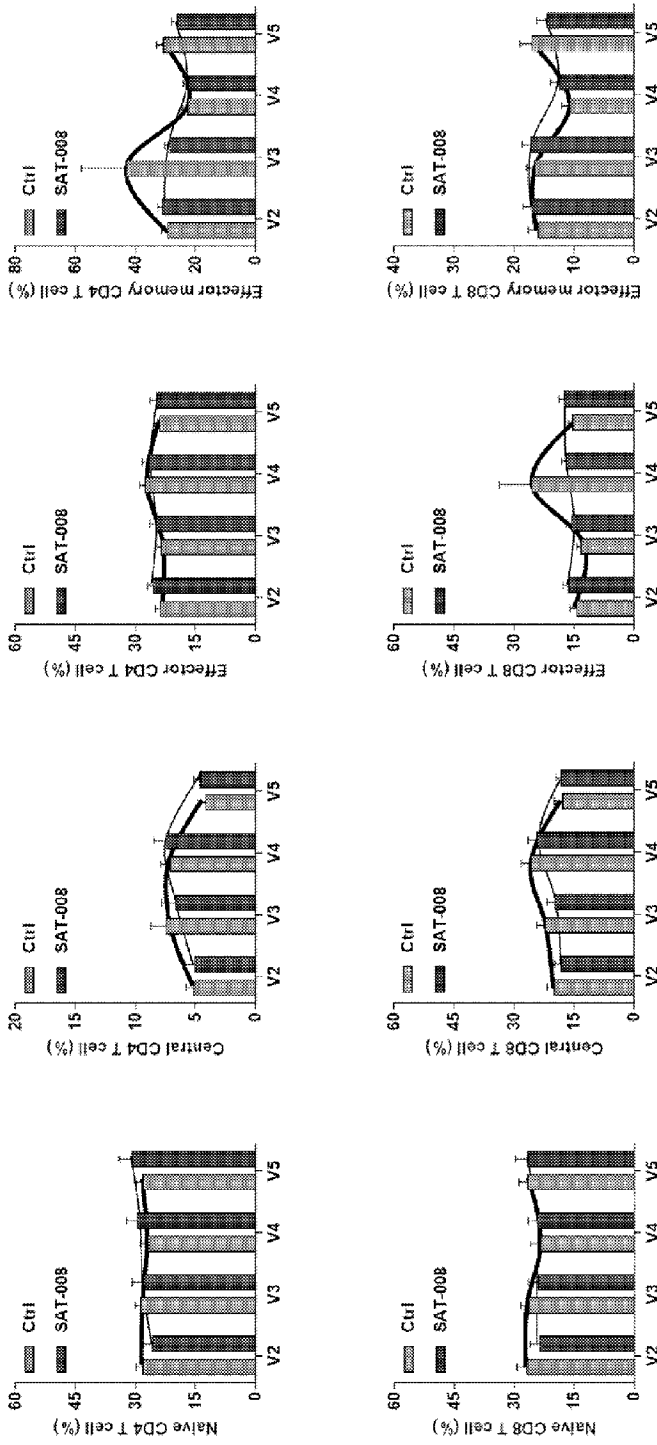 Naive CD4 T cell (%)
60
45
30
15
0
Ctrl
SAT-008
V2 V3 V4 V5
Central CD4 T cell (%)
20
15
10
5
0
Ctrl
SAT-008
V2 V3 V4 V5
Effector CD4 T cell (%)
60
45
30
15
0
Ctrl
SAT-008
V2 V3 V4 V5
Effector memory CD4 T cell (%)
80
60
40
20
0
Ctrl
SAT-008
V2 V3 V4 V5
Naive CD8 T cell (%)
60
45
30
15
0
Ctrl
SAT-008
V2 V3 V4 V5
Central CD8 T cell (%)
60
45
30
15
0
Ctrl
SAT-008
V2 V3 V4 V5
Effector CD8 T cell (%)
60
45
30
15
0
Ctrl
SAT-008
V2 V3 V4 V5
Effector memory CD8 T cell (%)
40
30
20
10
0
Ctrl
SAT-008
V2 V3 V4 V5